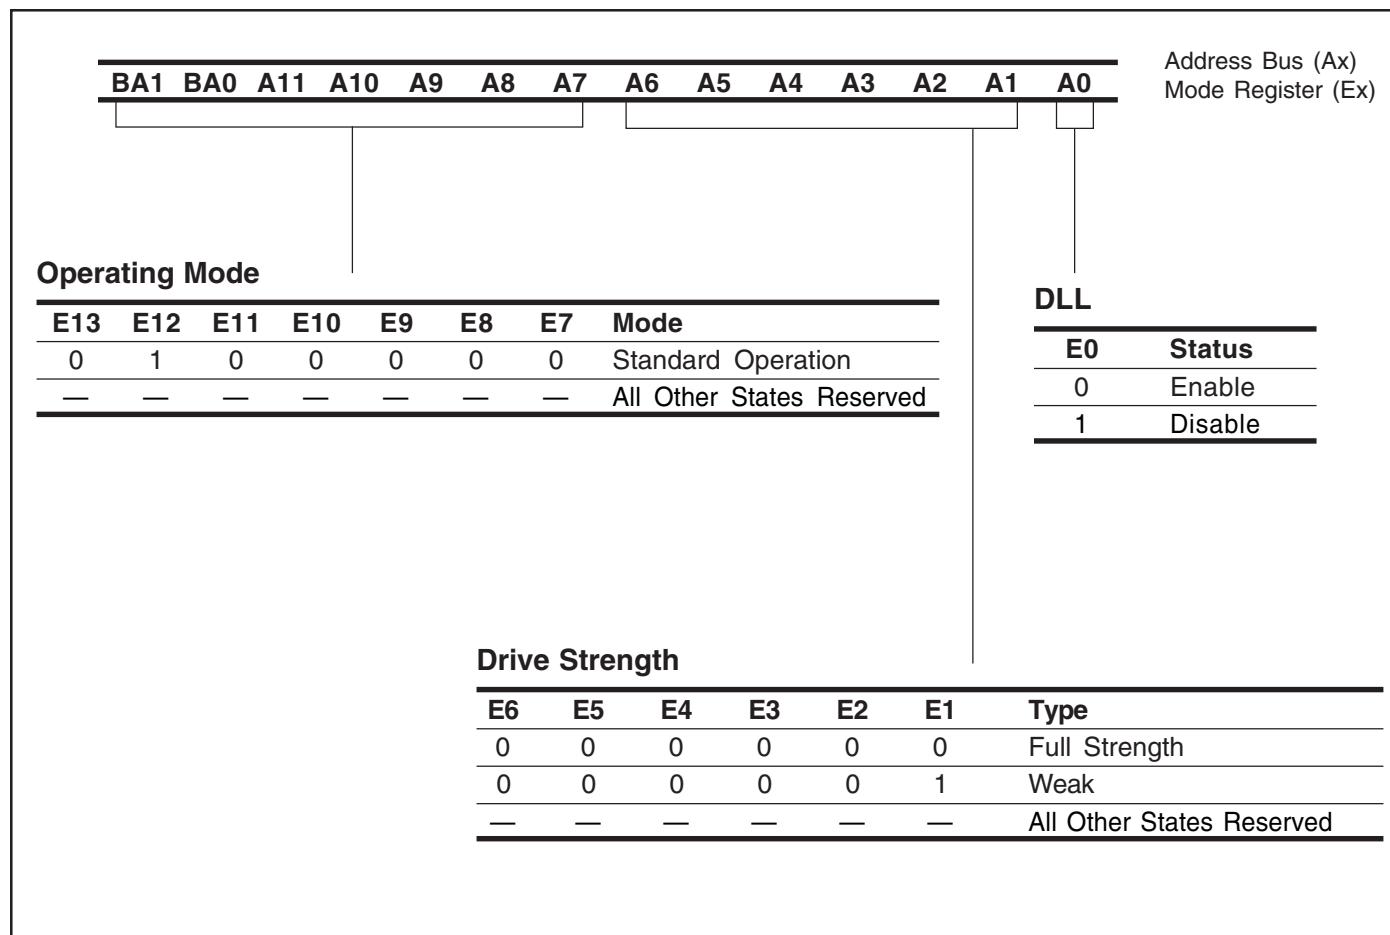 Address Bus (Ax)
BA1 BA0 A11 A10 A9 A8 A7 A6 A5 A4 A3 A2 A1 A0
Mode Register (Ex)
Operating Mode
E13 E12 E11 E10 E9 E8 E7 Mode
0 1 0 0 0 0 0 Standard Operation
— — — — — — — All Other States Reserved
DLL
E0 Status
0 Enable
1 Disable
Drive Strength
E6 E5 E4 E3 E2 E1 Type
0 0 0 0 0 0 Full Strength
0 0 0 0 0 1 Weak
— — — — — — All Other States Reserved